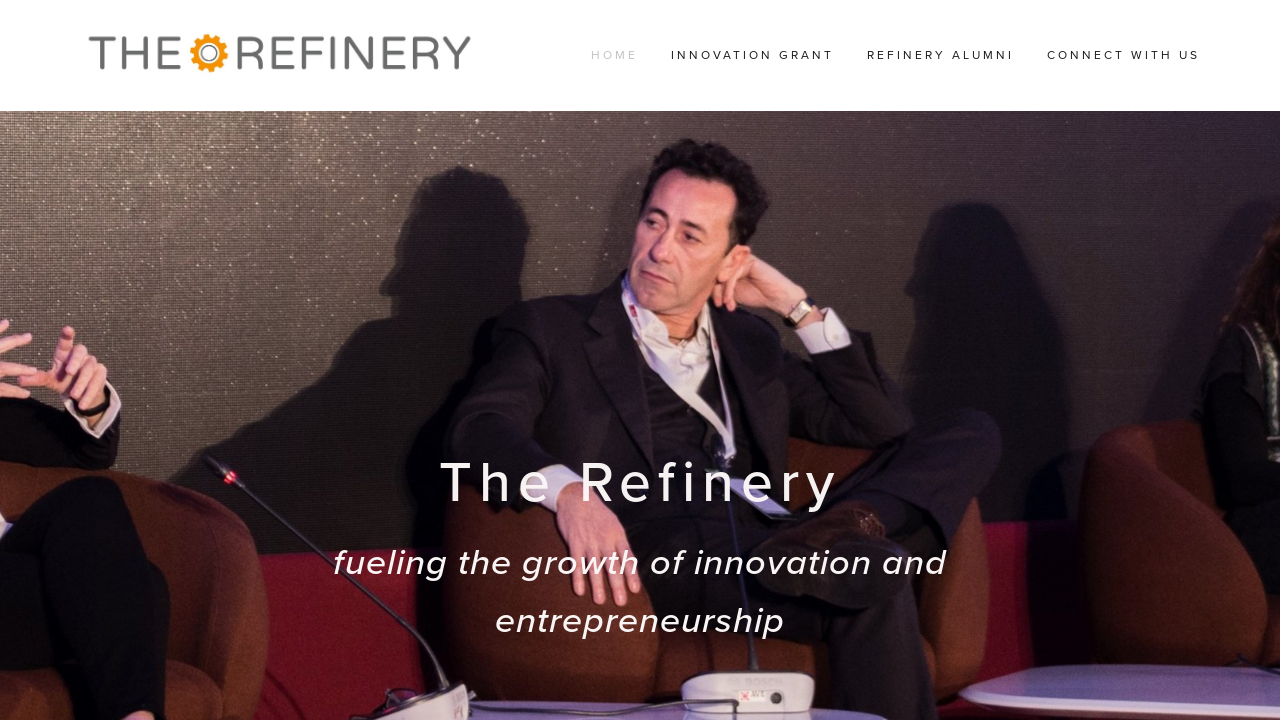 THE REFINERY
HOME INNOVATION GRANT REFINERY ALUMNI CONNECT WITH US
The Refinery
fueling the growth of innovation and
entrepreneurship